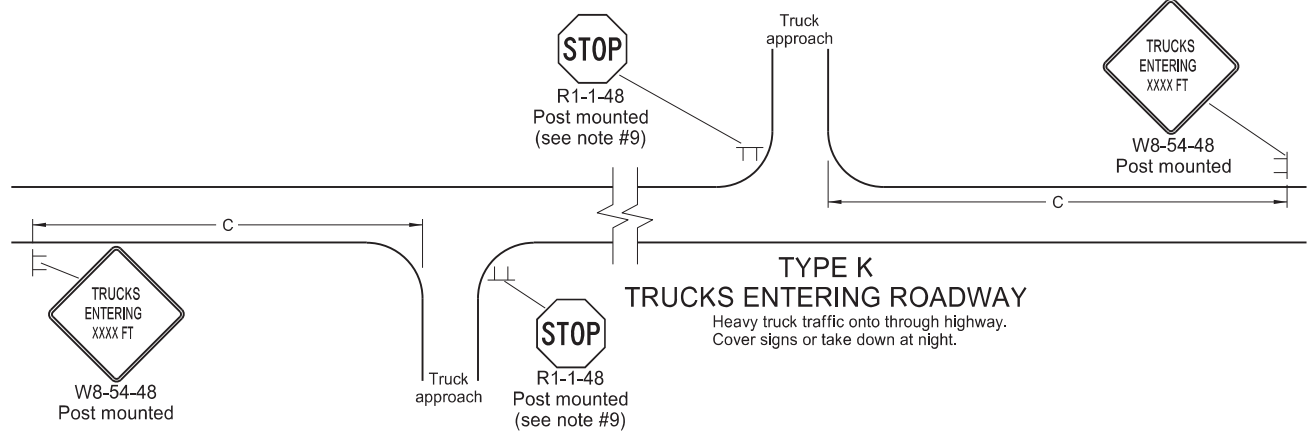 STOP
R1-1-48
Post mounted
(see note #9)
Truck
approach
TRUCKS
ENTERING
XXXX FT
W8-54-48
Post mounted
C
C
TRUCKS
ENTERING
XXXX FT
W8-54-48
Post mounted
Truck
approach
STOP
R1-1-48
Post mounted
(see note #9)
TYPE K
TRUCKS ENTERING ROADWAY
Heavy truck traffic onto through highway.
Cover signs or take down at night.